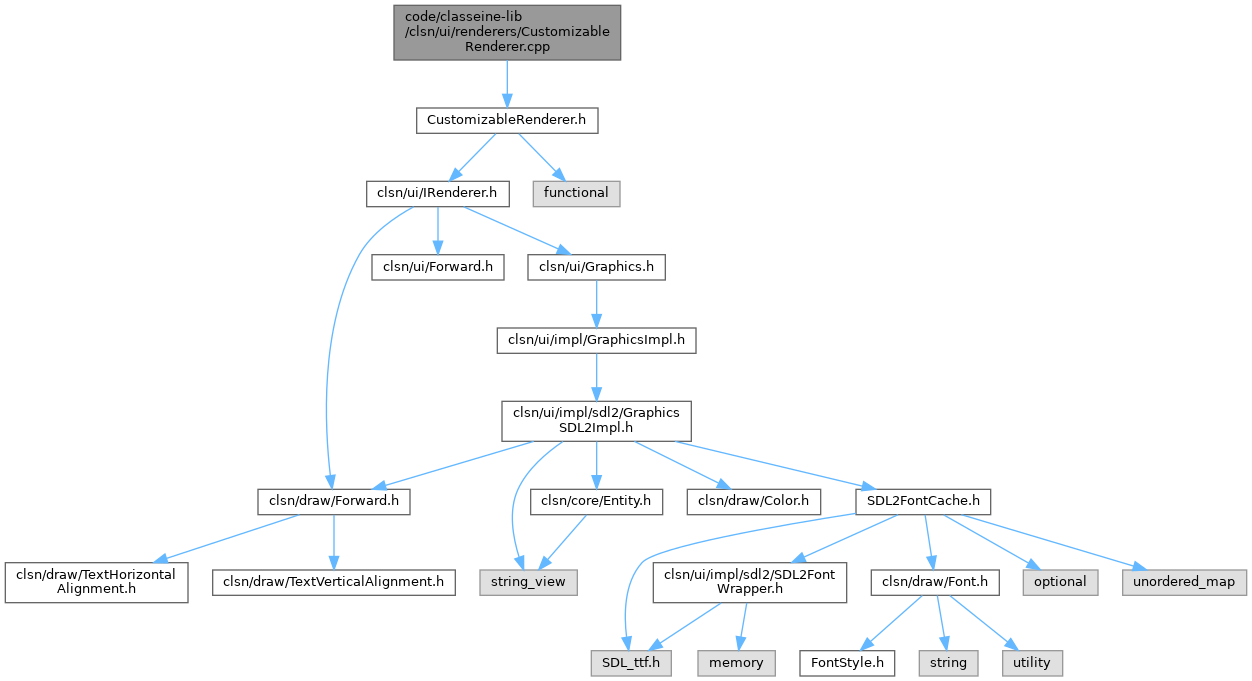 code/classeine-lib
/clsn/ui/renderers/Customizable
Renderer.cpp
CustomizableRenderer.h
clsn/ui/IRenderer.h
functional
clsn/ui/Forward.h
clsn/ui/Graphics.h
clsn/ui/impl/GraphicsImpl.h
clsn/ui/impl/sdl2/Graphics
SDL2Impl.h
clsn/draw/Forward.h
clsn/core/Entity.h
clsn/draw/Color.h
SDL2FontCache.h
clsn/draw/TextHorizontal
Alignment.h
clsn/draw/TextVerticalAlignment.h
string_view
clsn/ui/impl/sdl2/SDL2Font
Wrapper.h
clsn/draw/Font.h
optional
unordered_map
SDL_ttf.h
memory
FontStyle.h
string
utility